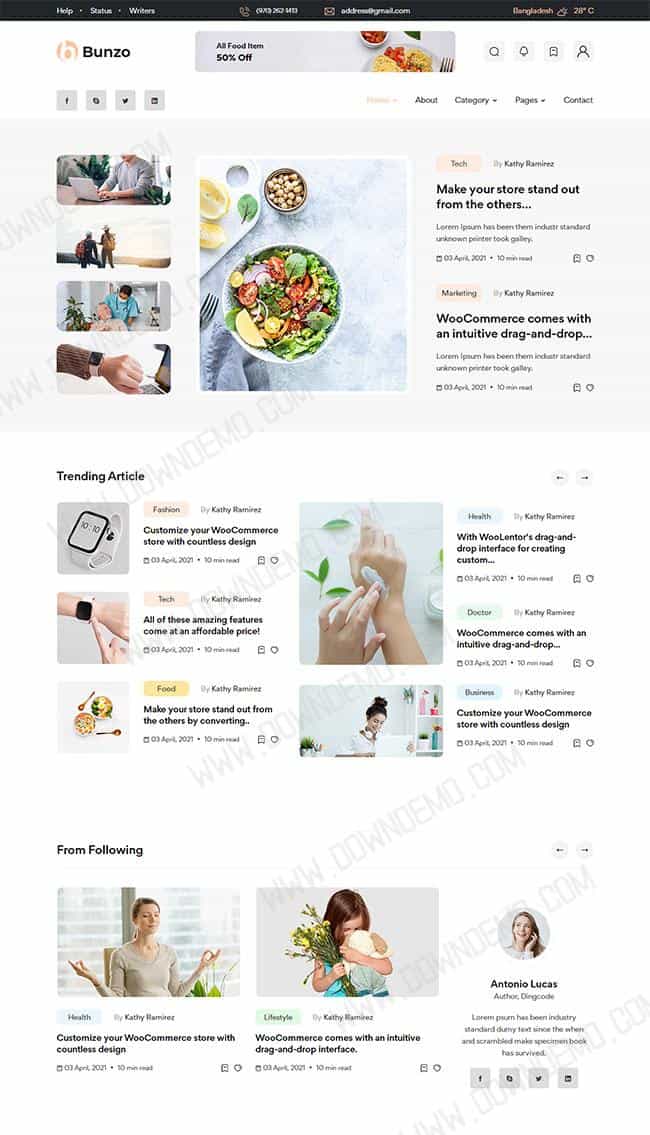 Help • Status • Writers
(970) 262-1413
address@gmail.com
Bangladesh 28° C
Bunzo
All Food Item
50% Off
Home
About
Category
Pages
Contact
Tech
By Kathy Ramirez
Make your store stand out
from the others...
Lorem Ipsum has been them industr standard
unknown printer took galley.
03 April, 2021 • 10 min read
Marketing
By Kathy Ramirez
WooCommerce comes with
an intuitive drag-and-drop...
Lorem Ipsum has been them industr standard
unknown printer took galley.
03 April, 2021 • 10 min read
Trending Article
Fashion
By Kathy Ramirez
Customize your WooCommerce
store with countless design
03 April, 2021 • 10 min read
Tech
By Kathy Ramirez
All of these amazing features
come at an affordable price!
03 April, 2021 • 10 min read
Food
By Kathy Ramirez
Make your store stand out from
the others by converting..
03 April, 2021 • 10 min read
Health
By Kathy Ramirez
With WooLentor's drag-and-
drop interface for creating
custom...
03 April, 2021 • 10 min read
Doctor
By Kathy Ramirez
WooCommerce comes with an
intuitive drag-and-drop...
03 April, 2021 • 10 min read
Business
By Kathy Ramirez
Customize your WooCommerce
store with countless design
03 April, 2021 • 10 min read
From Following
Health
By Kathy Ramirez
Customize your WooCommerce store with
countless design
03 April, 2021 • 10 min read
Lifestyle
By Kathy Ramirez
WooCommerce comes with an intuitive
drag-and-drop interface.
03 April, 2021 • 10 min read
Antonio Lucas
Author, Dingcode
Lorem psum has been industry
standard dumy text since the when
and scrambled make specimen book
has survived.
WWW.DOWNDEMO.COM